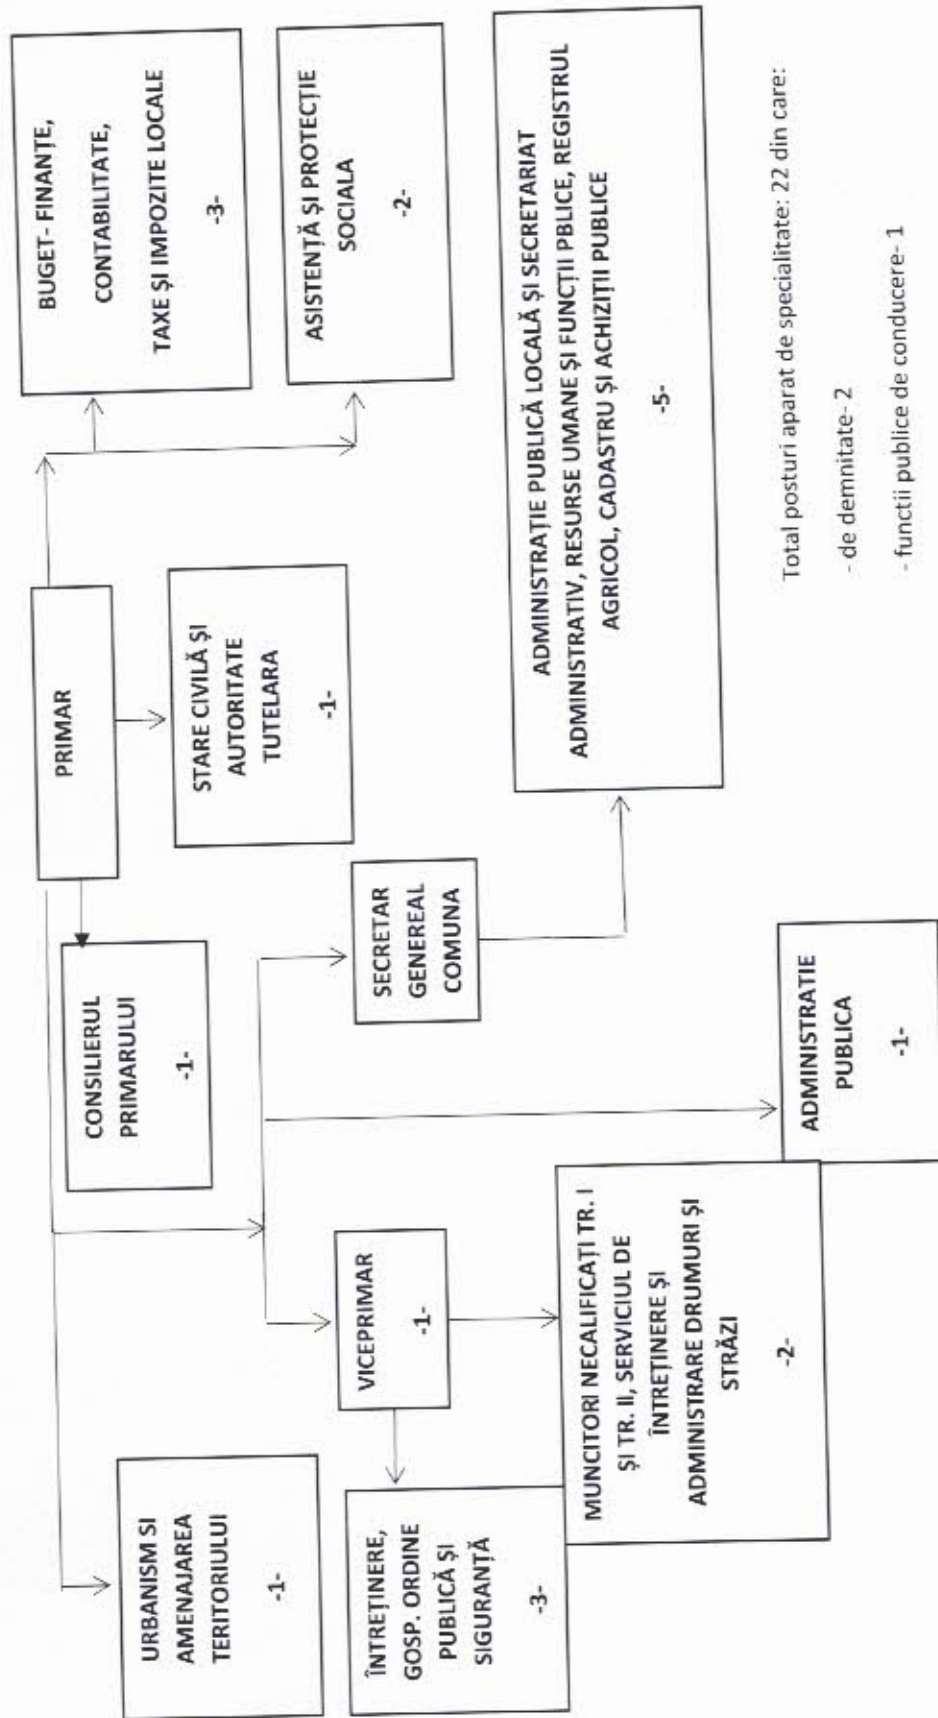 PRIMAR
CONSILIERUL
PRIMARULUI
-1-
URBANISM SI
AMENAJAREA
TERITORIULUI
-1-
STARE CIVILĂ ȘI
AUTORITATE
TUTELARA
-1-
BUGET- FINANȚE,
CONTABILITATE,
TAXE ȘI IMPOZITE LOCALE
-3-
ASISTENȚĂ ȘI PROTECȚIE
SOCIALA
-2-
VICEPRIMAR
-1-
SECRETAR
GENEREAL
COMUNA
ÎNTREȚINERE,
GOSP. ORDINE
PUBLICĂ ȘI
SIGURANȚĂ
-3-
MUNCITORI NECALIFICAȚI TR. I
ȘI TR. II, SERVICIUL DE
ÎNTREȚINERE ȘI
ADMINISTRARE DRUMURI ȘI
STRĂZI
-2-
ADMINISTRATIE
PUBLICA
-1-
ADMINISTRAȚIE PUBLICĂ LOCALĂ ȘI SECRETARIAT
ADMINISTRATIV, RESURSE UMANE ȘI FUNCȚII PBLICE, REGISTRUL
AGRICOL, CADASTRU ȘI ACHIZIȚII PUBLICE
-5-
Total posturi aparat de specialitate: 22 din care:
- de demnitate- 2
- functii publice de conducere- 1